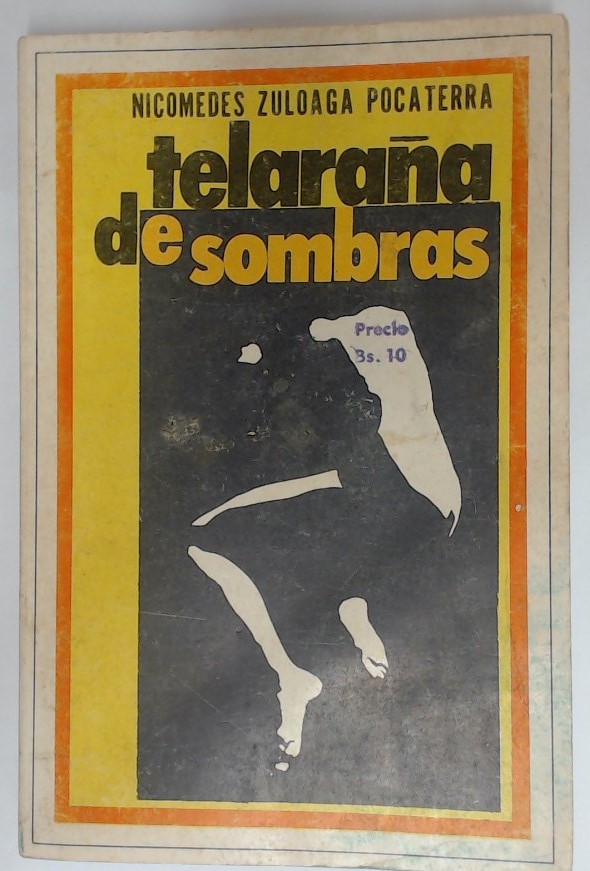 NICOMEDES ZULOAGA POCATERRA
telaraña
de sombras
Precio
Bs. 10